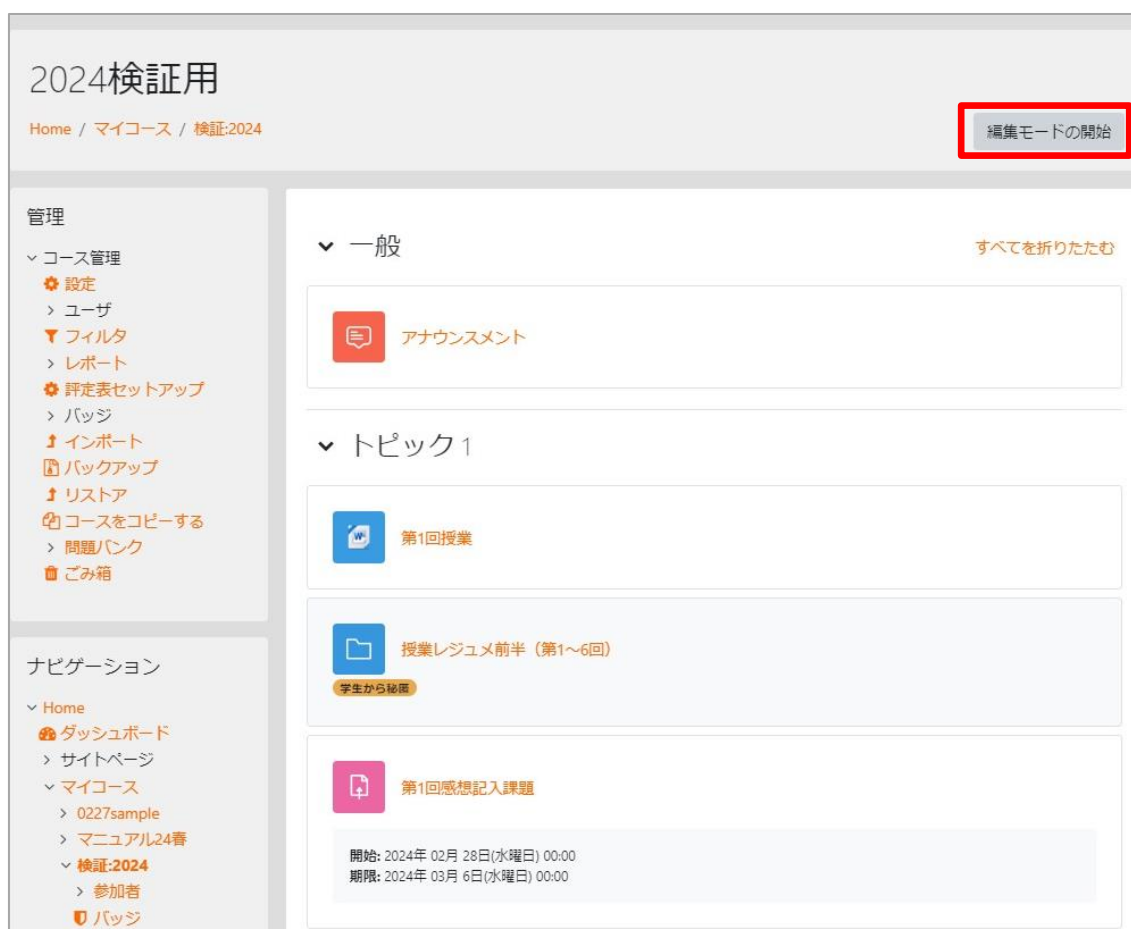 2024検証用
Home / マイコース / 検証:2024
編集モードの開始
管理
コース管理
設定
ユーザ
フィルタ
レポート
評定表セットアップ
バッジ
インポート
バックアップ
リストア
コースをコピーする
問題バンク
ごみ箱
ナビゲーション
Home
ダッシュボード
サイトページ
マイコース
0227sample
マニュアル24春
検証:2024
参加者
バッジ
一般
すべてを折りたたむ
アナウンスメント
トピック 1
第1回授業
授業レジュメ前半（第1～6回）
学生から秘匿
第1回感想記入課題
開始: 2024年 02月 28日(水曜日) 00:00
期限: 2024年 03月 6日(水曜日) 00:00